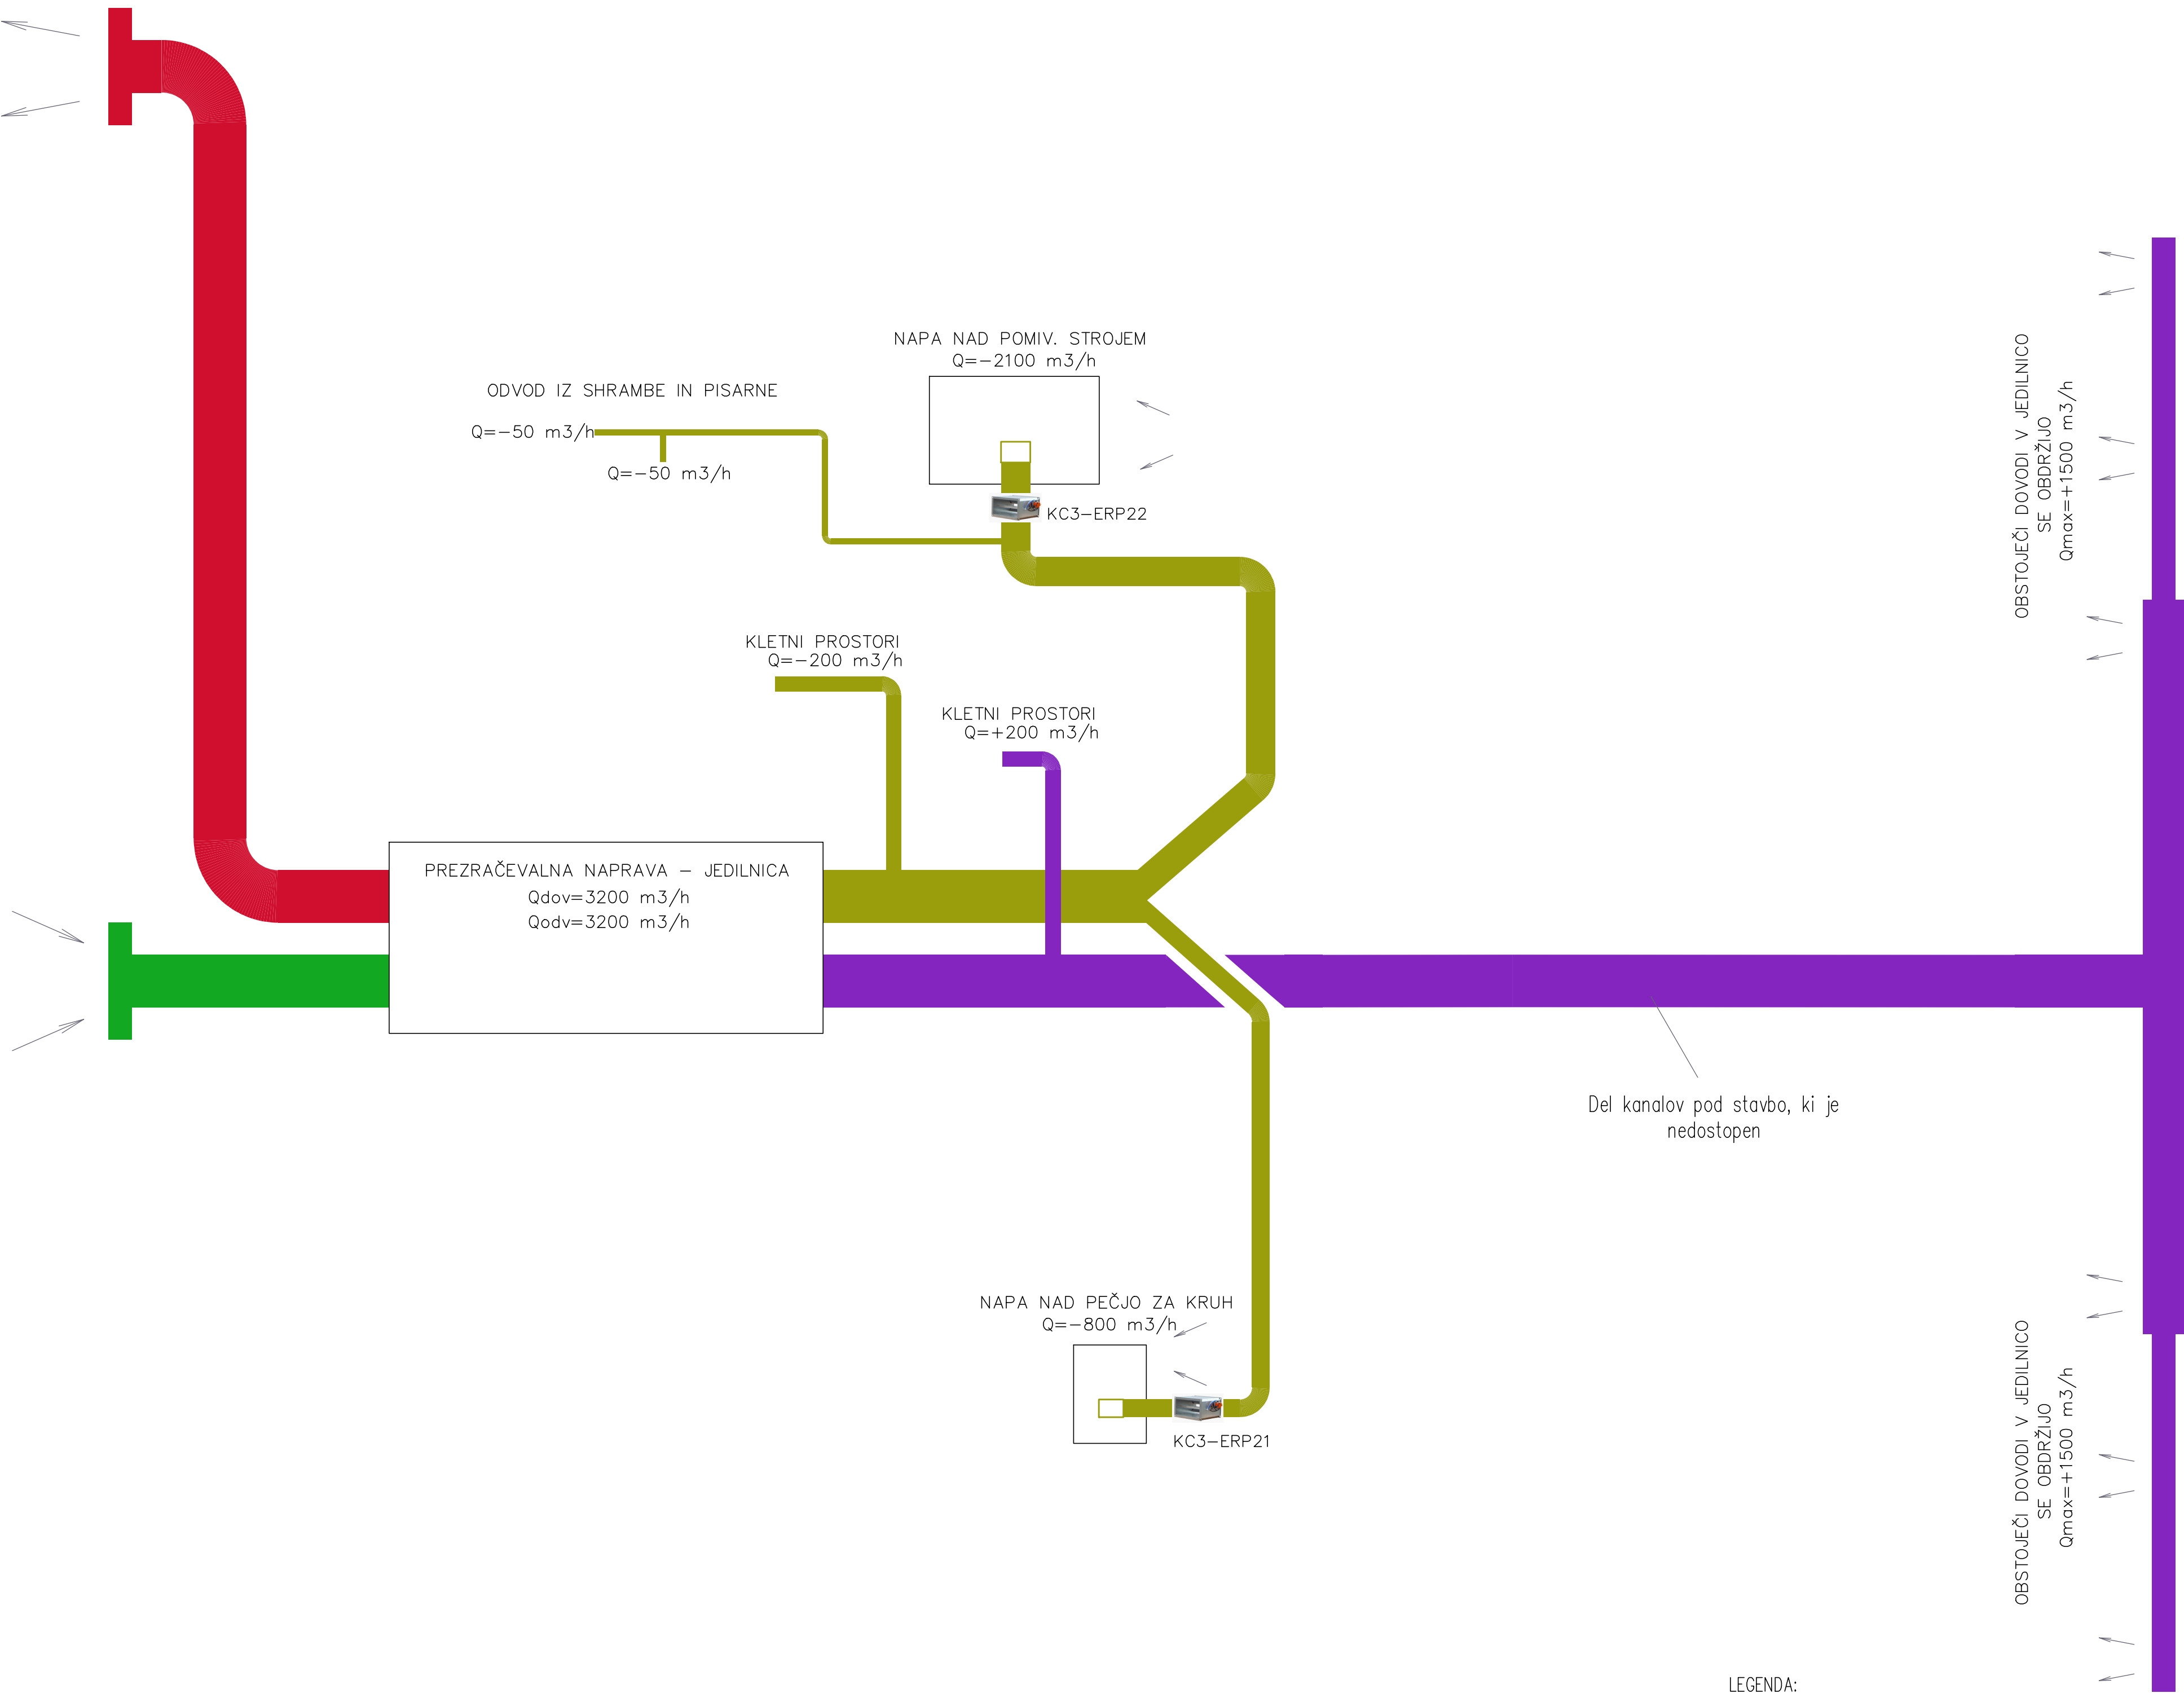 NAPA NAD POMIV. STROJEM
Q=-2100 m3/h
ODVOD IZ SHRAMBE IN PISARNE
Q=-50 m3/h
Q=-50 m3/h
KC3-ERP22
OBSTOJEČI DOVODI V JEDILNICO
SE OBDRŽIJO
Qmax=+1500 m3/h
KLETNI PROSTORI
Q=-200 m3/h
KLETNI PROSTORI
Q=+200 m3/h
PREZRAČEVALNA NAPRAVA - JEDILNICA
Qdov=3200 m3/h
Qodv=3200 m3/h
Del kanalov pod stavbo, ki je
nedostopen
NAPA NAD PEČJO ZA KRUH
Q=-800 m3/h
KC3-ERP21
OBSTOJEČI DOVODI V JEDILNICO
SE OBDRŽIJO
Qmax=+1500 m3/h
LEGENDA: